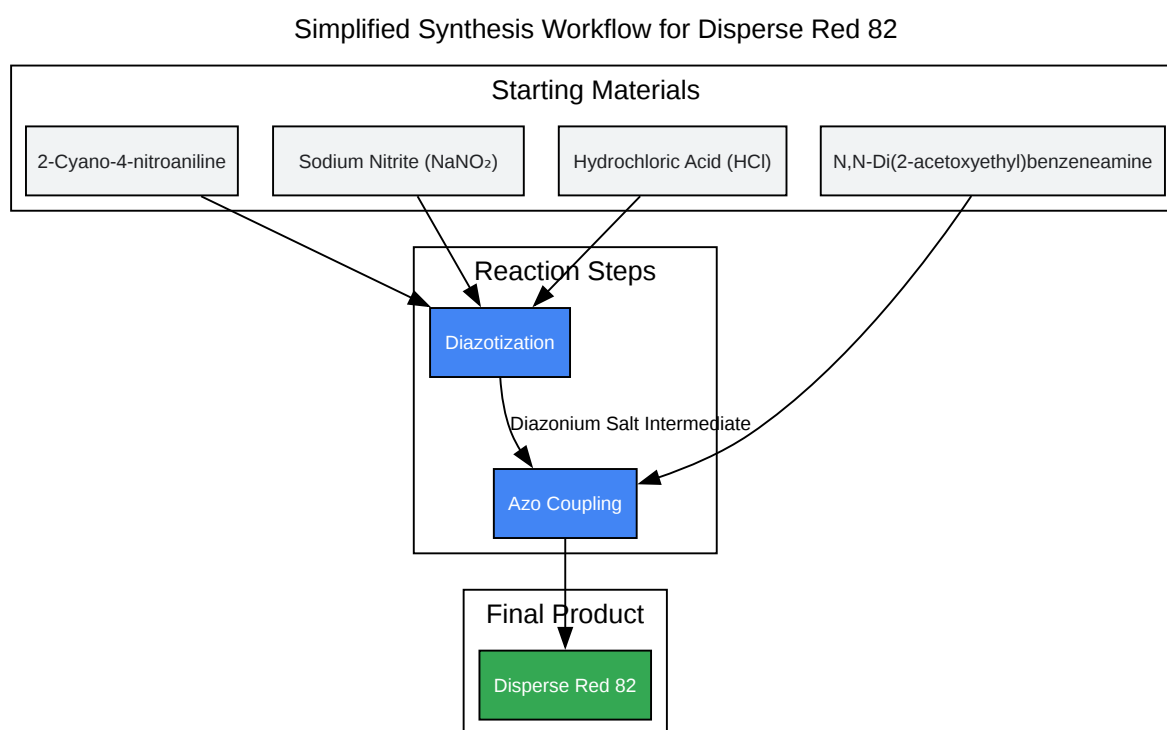 Simplified Synthesis Workflow for Disperse Red 82
Starting Materials
2-Cyano-4-nitroaniline
Sodium Nitrite (NaNO₂)
Hydrochloric Acid (HCl)
N,N-Di(2-acetoxyethyl)benzeneamine
Reaction Steps
Diazotization
Diazonium Salt Intermediate
Azo Coupling
Final Product
Disperse Red 82